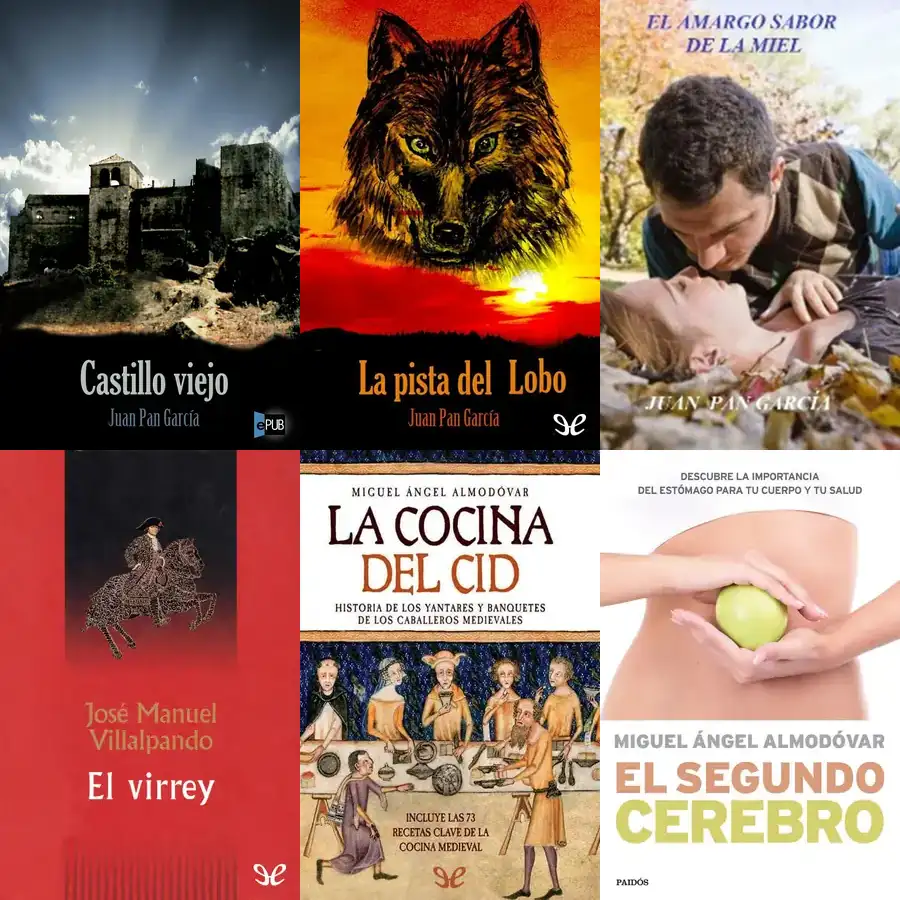 Castillo viejo
Juan Pan García
ePUB
La pista del Lobo
Juan Pan García
EL AMARGO SABOR
DE LA MIEL
JUAN PAN GARCÍA
José Manuel
Villalpando
El virrey
MIGUEL ÁNGEL ALMODÓVAR
LA COCINA
DEL CID
HISTORIA DE LOS YANTARES Y BANQUETES
DE LOS CABALLEROS MEDIEVALES
INCLUYE LAS 73
RECETAS CLAVE DE LA
COCINA MEDIEVAL
DESCUBRE LA IMPORTANCIA
DEL ESTÓMAGO PARA TU CUERPO Y TU SALUD
MIGUEL ÁNGEL ALMODÓVAR
EL SEGUNDO
CEREBRO
PAIDÓS